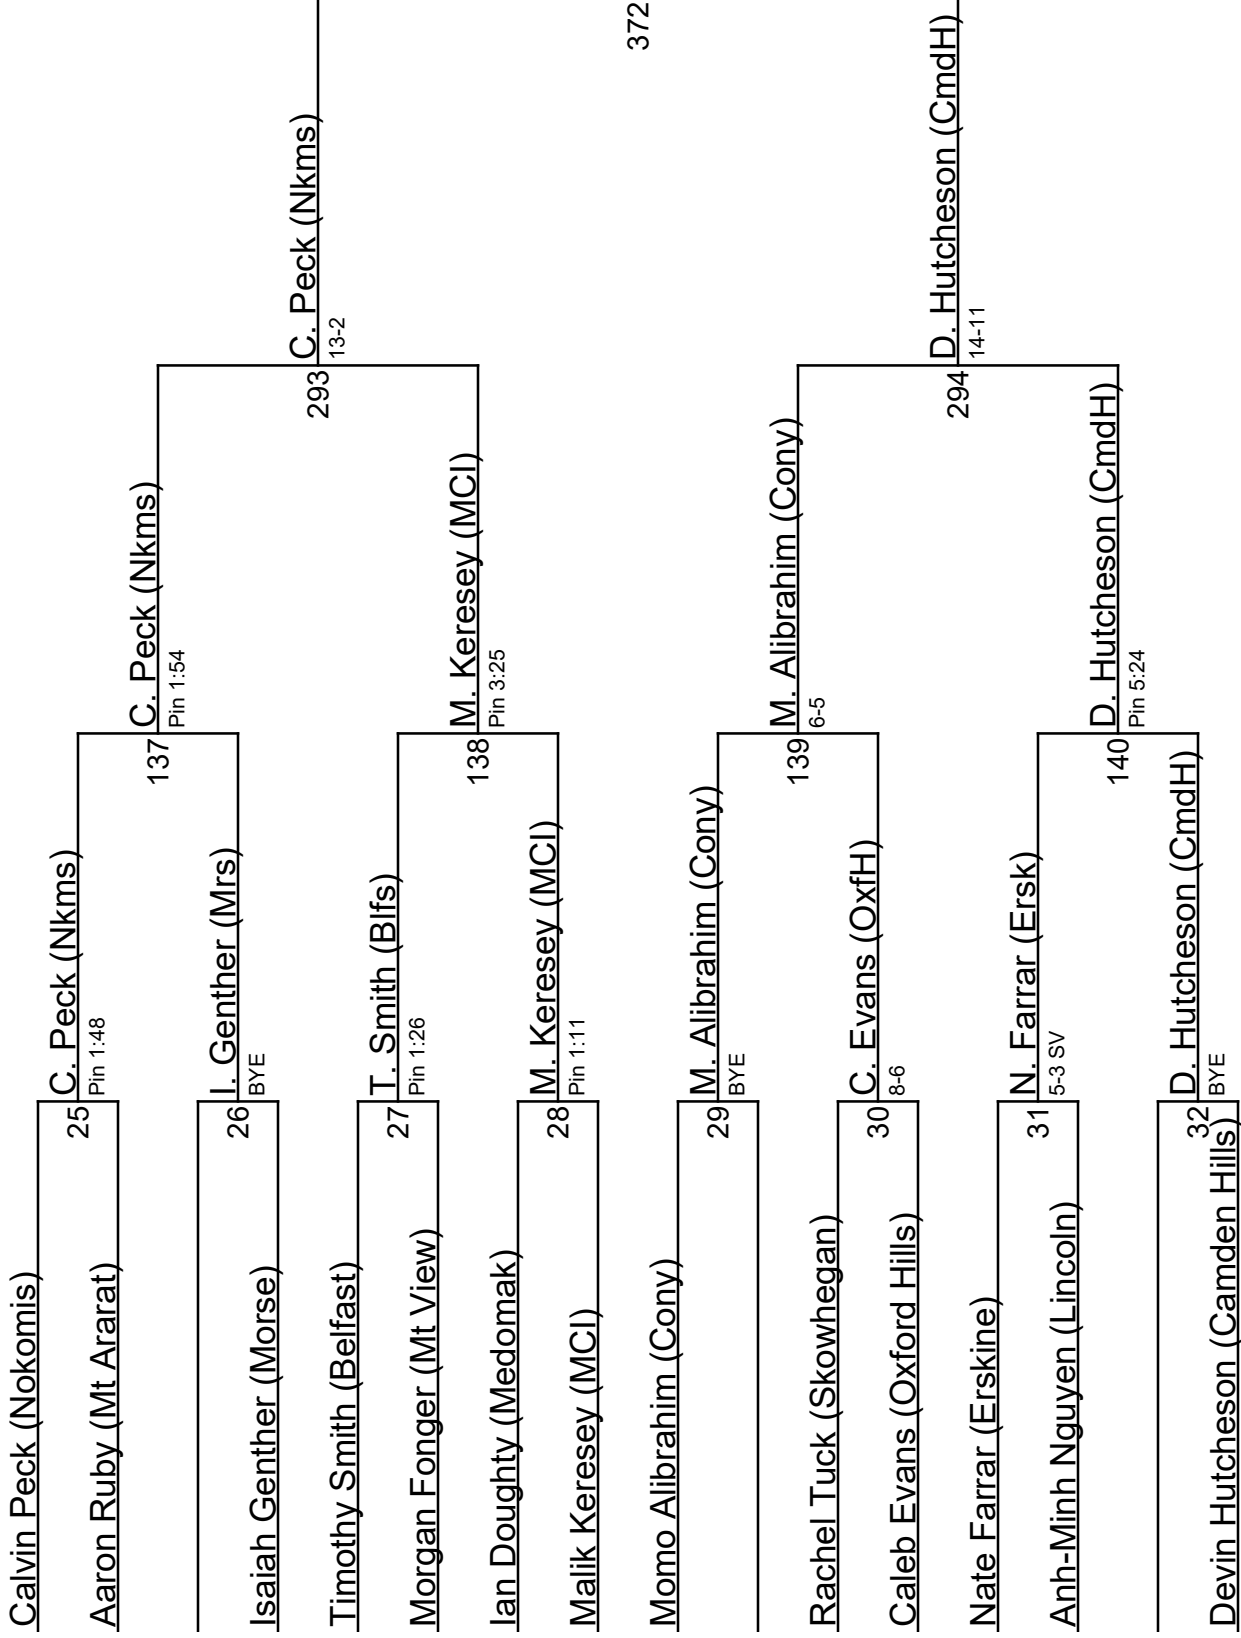 Calvin Peck (Nokomis)
25
Aaron Ruby (Mt Ararat)
26
Isaiah Genther (Morse)
Timothy Smith (Belfast)
27
Morgan Fonger (Mt View)
Ian Doughty (Medomak)
28
Malik Keresey (MCI)
Momo Alibrahim (Cony)
29
Rachel Tuck (Skowhegan)
30
Caleb Evans (Oxford Hills)
Nate Farrar (Erskine)
31
Anh-Minh Nguyen (Lincoln)
32
Devin Hutcheson (Camden Hills)
C. Peck (Nkms)
Pin 1:48
137
I. Genther (Mrs)
BYE
T. Smith (Blfs)
Pin 1:26
138
M. Keresey (MCI)
Pin 1:11
M. Alibrahim (Cony)
BYE
139
C. Evans (OxfH)
8-6
N. Farrar (Ersk)
5-3 SV
140
D. Hutcheson (CmdH)
BYE
C. Peck (Nkms)
Pin 1:54
293
M. Keresey (MCI)
Pin 3:25
M. Alibrahim (Cony)
6-5
294
D. Hutcheson (CmdH)
Pin 5:24
C. Peck (Nkms)
13-2
372
D. Hutcheson (CmdH)
14-11